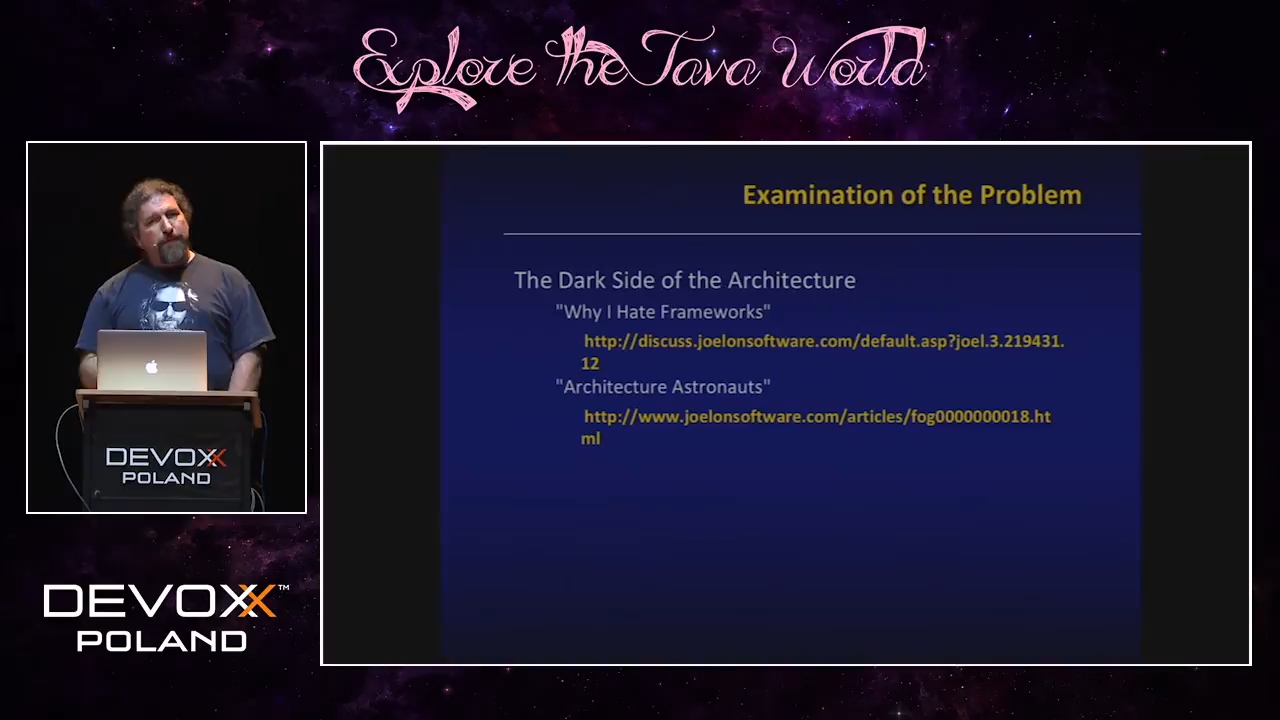 Explore the Java World
Examination of the Problem
The Dark Side of the Architecture
"Why I Hate Frameworks"
http://discuss.joelonsoftware.com/default.asp?joel.3.219431.
12
"Architecture Astronauts"
http://www.joelonsoftware.com/articles/fog0000000018.ht
ml
DEVOXX
POLAND
DEVOXX™
POLAND